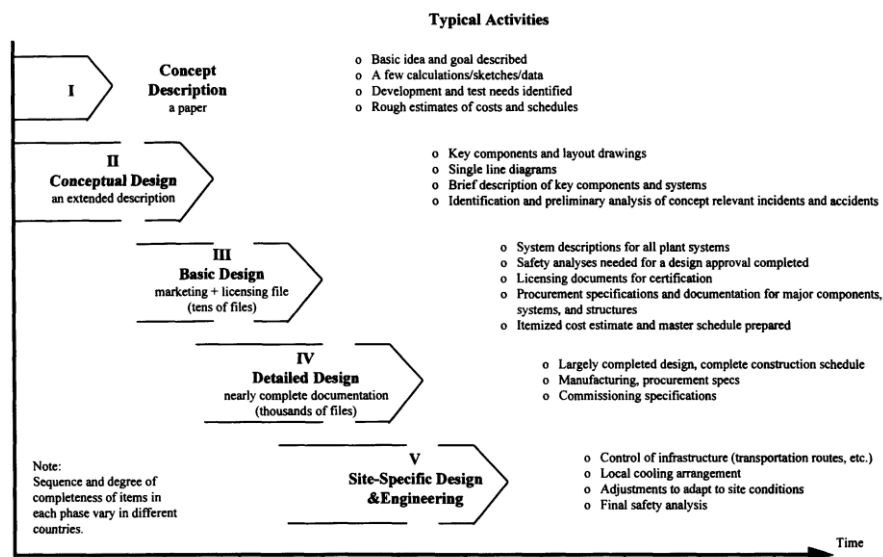 Typical Activities
I
Concept
Description
a paper
o Basic idea and goal described
o A few calculations/sketches/data
o Development and test needs identified
o Rough estimates of costs and schedules
II
Conceptual Design
an extended description
o Key components and layout drawings
o Single line diagrams
o Brief description of key components and systems
o Identification and preliminary analysis of concept relevant incidents and accidents
III
Basic Design
marketing + licensing file
(tens of files)
o System descriptions for all plant systems
o Safety analyses needed for a design approval completed
o Licensing documents for certification
o Procurement specifications and documentation for major components,
systems, and structures
o Itemized cost estimate and master schedule prepared
IV
Detailed Design
nearly complete documentation
(thousands of files)
o Largely completed design, complete construction schedule
o Manufacturing, procurement specs
o Commissioning specifications
V
Site-Specific Design
&Engineering
o Control of infrastructure (transportation routes, etc.)
o Local cooling arrangement
o Adjustments to adapt to site conditions
o Final safety analysis
Note:
Sequence and degree of
completeness of items in
each phase vary in different
countries.
Time